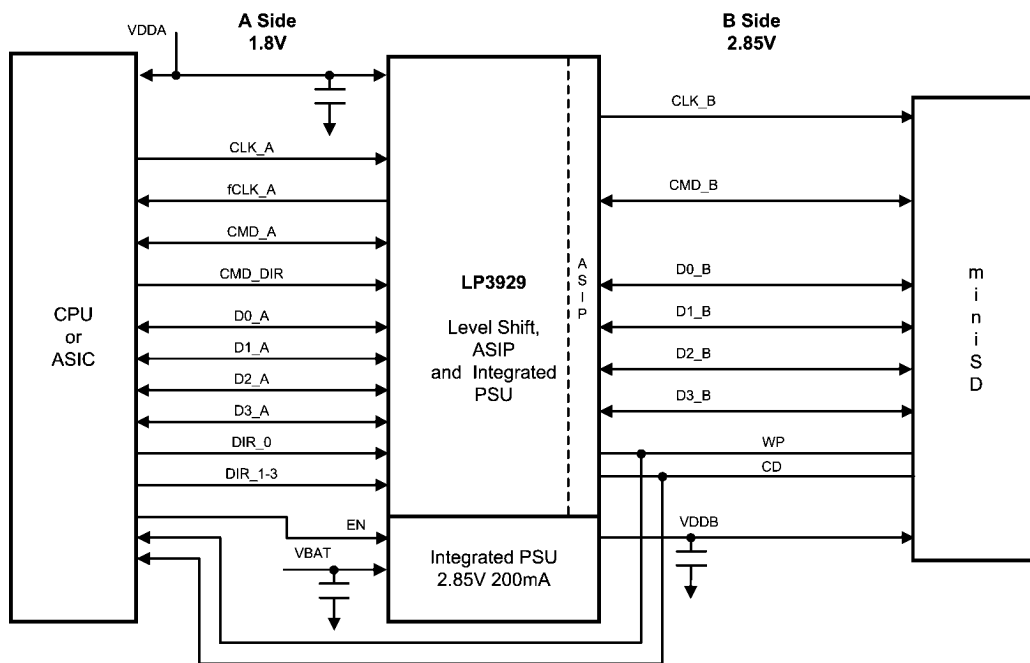 A Side
1.8V
B Side
2.85V
VDDA
CLK_A
fCLK_A
CMD_A
CMD_DIR
D0_A
D1_A
D2_A
D3_A
DIR_0
DIR_1-3
EN
VBAT
CPU
or
ASIC
LP3929
Level Shift,
ASIP
and Integrated
PSU
ASIP
Integrated PSU
2.85V 200mA
CLK_B
CMD_B
D0_B
D1_B
D2_B
D3_B
WP
CD
VDDB
miniSD